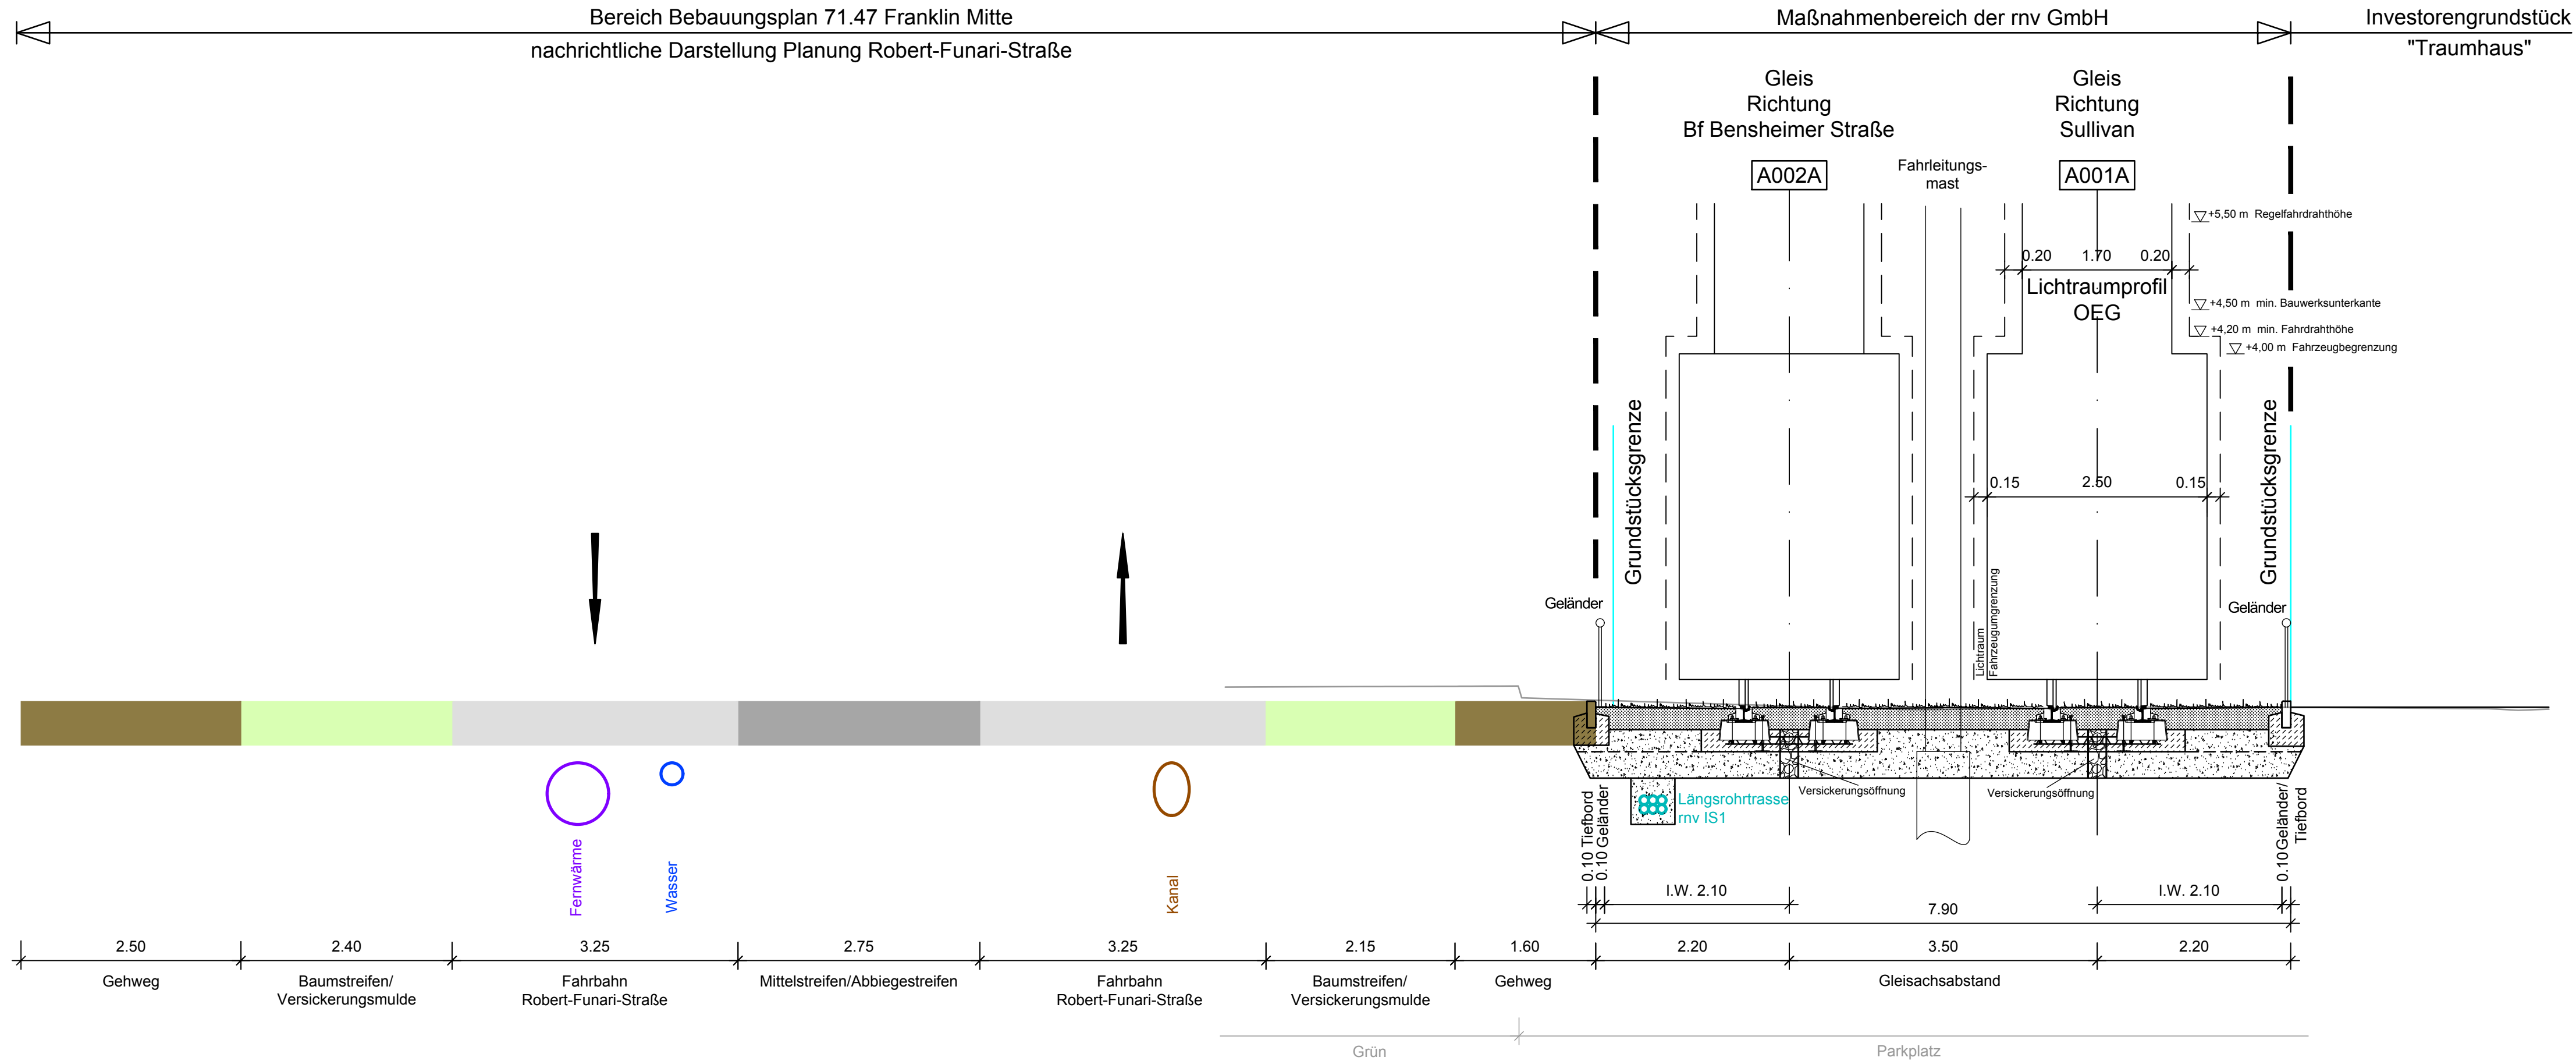 Bereich Bebauungsplan 71.47 Franklin Mitte
nachrichtliche Darstellung Planung Robert-Funari-Straße
Maßnahmenbereich der rnv GmbH
Investorengrundstück
"Traumhaus"
Gleis
Richtung
Bf Bensheimer Straße
A002A
Fahrleitungs-
mast
Gleis
Richtung
Sullivan
A001A
+5,50 m Regelfahrdrahthöhe
0.20 1.70 0.20
Lichtraumprofil
OEG
+4,50 m min. Bauwerksunterkante
+4,20 m min. Fahrdrahthöhe
+4,00 m Fahrzeugbegrenzung
Grundstücksgrenze
Grundstücksgrenze
0.15 2.50 0.15
Lichtraum
Fahrzeugumgrenzung
Geländer
Geländer
Versickerungsöffnung
Versickerungsöffnung
Längsrohrtrasse
rnv IS1
Fernwärme
Wasser
Kanal
0.10 Tiefbord
0.10 Geländer
0.10 Geländer/
Tiefbord
I.W. 2.10
I.W. 2.10
7.90
2.50 2.40 3.25 2.75 3.25 2.15 1.60 2.20 3.50 2.20
Gehweg
Baumstreifen/
Versickerungsmulde
Fahrbahn
Robert-Funari-Straße
Mittelstreifen/Abbiegestreifen
Fahrbahn
Robert-Funari-Straße
Baumstreifen/
Versickerungsmulde
Gehweg
Gleisachsabstand
Grün
Parkplatz